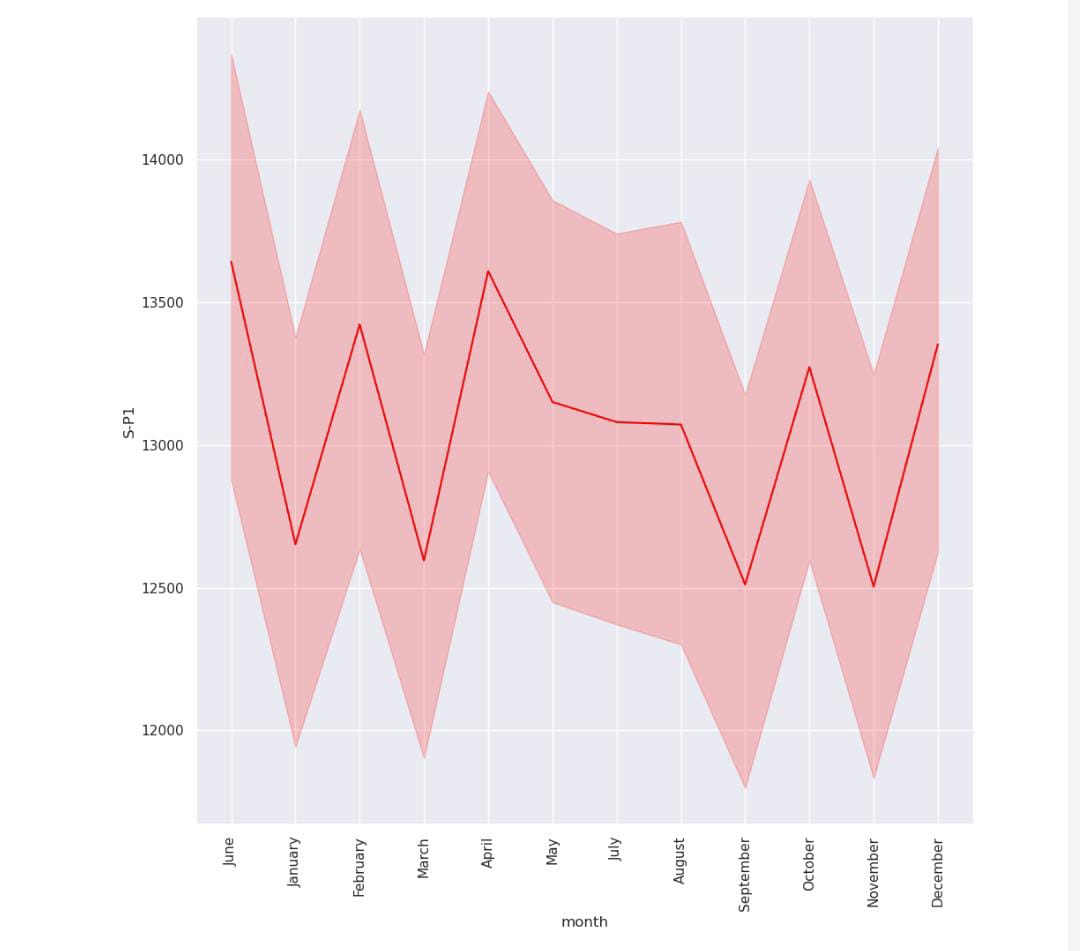 14000
13500
13000
12500
12000
S-P1
June
January
February
March
April
May
July
August
September
October
November
December
month